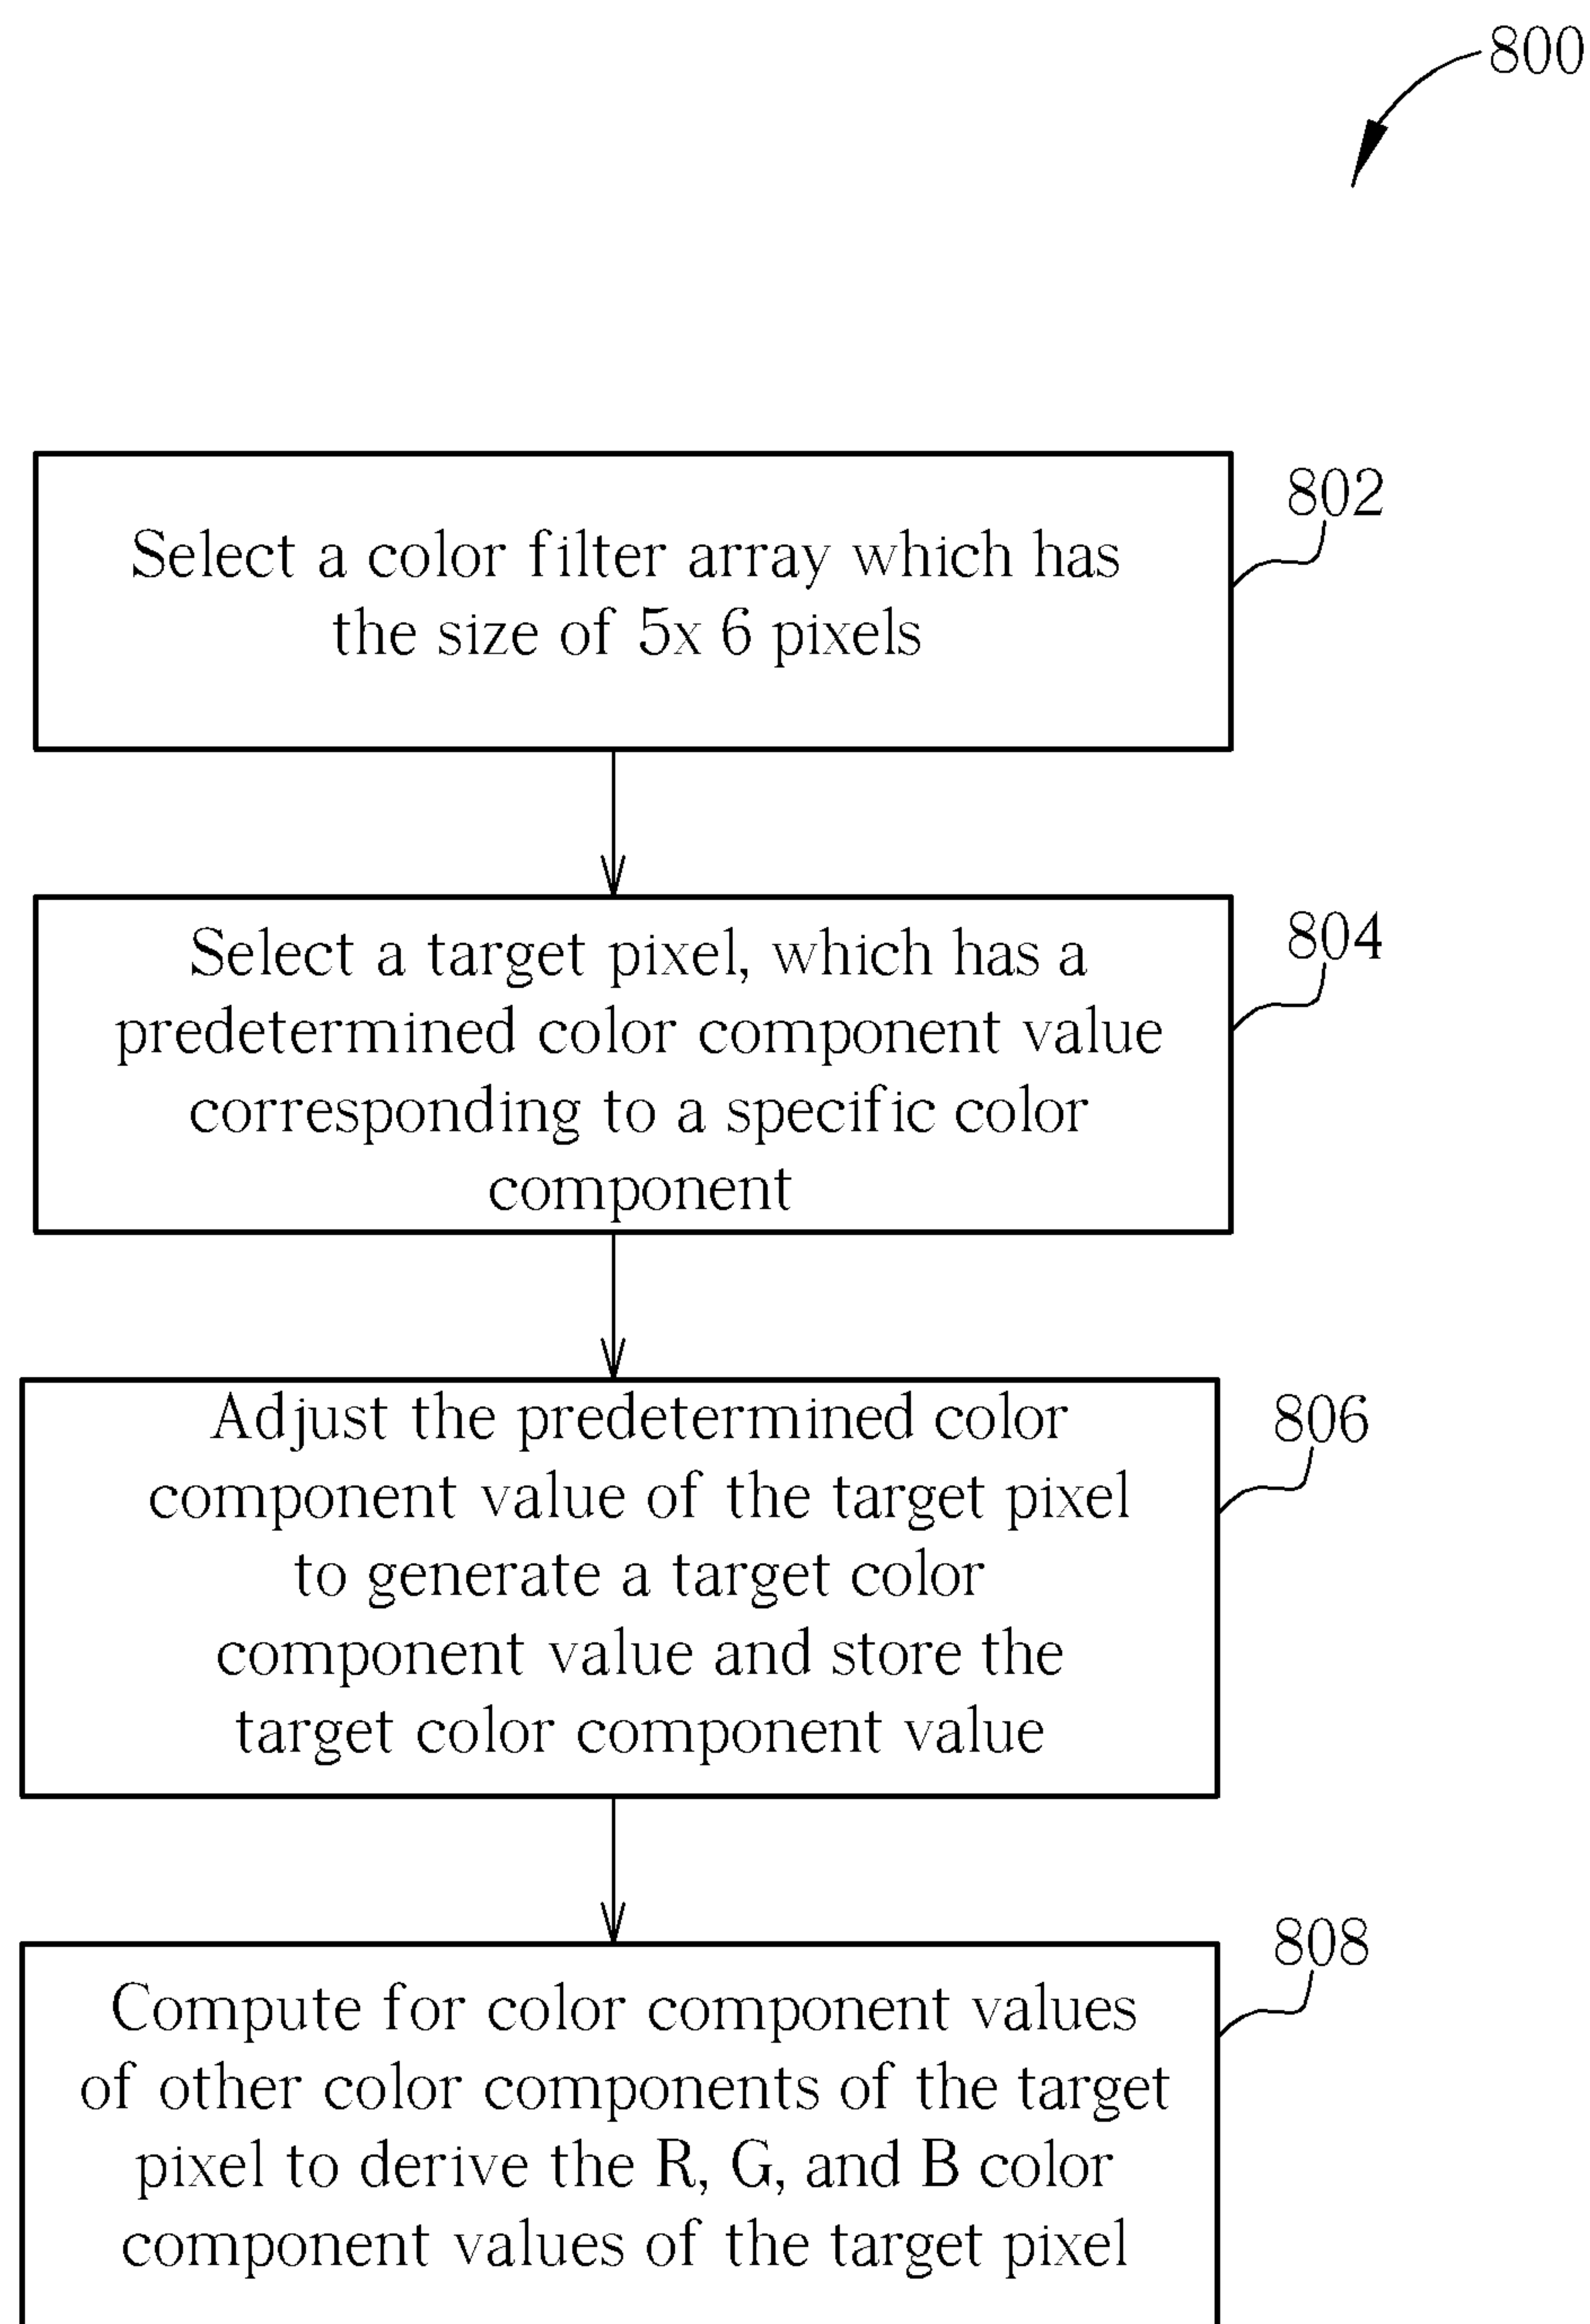 800
Select a color filter array which has
802
the size of 5x 6 pixels
Select a target pixel, which has a
804
predetermined color component value
corresponding to a specific color
component
Adjust the predetermined color
806
component value of the target pixel
to generate a target color
component value and store the
target color component value
808
Compute for color component values
of other color components of the target
pixel to derive the R, G, and B color
component values of the target pixel